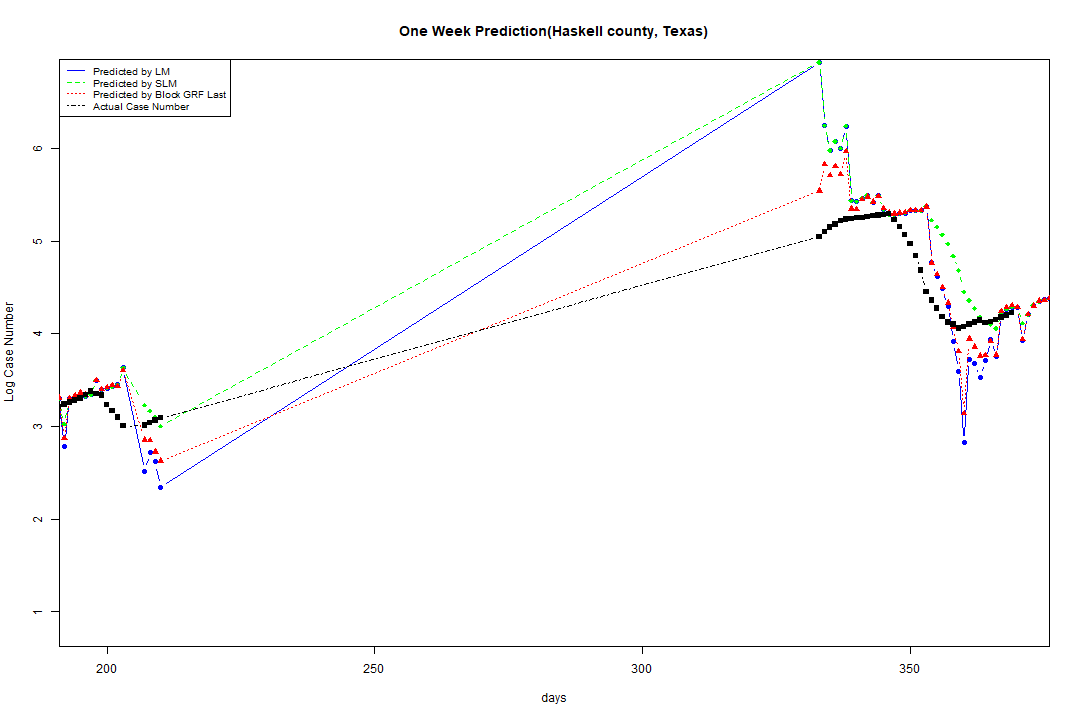 One Week Prediction(Haskell county, Texas)
Predicted by LM
Predicted by SLM
Predicted by Block GRF Last
Actual Case Number
Log Case Number
6
5
4
3
2
1
200
250
300
350
days